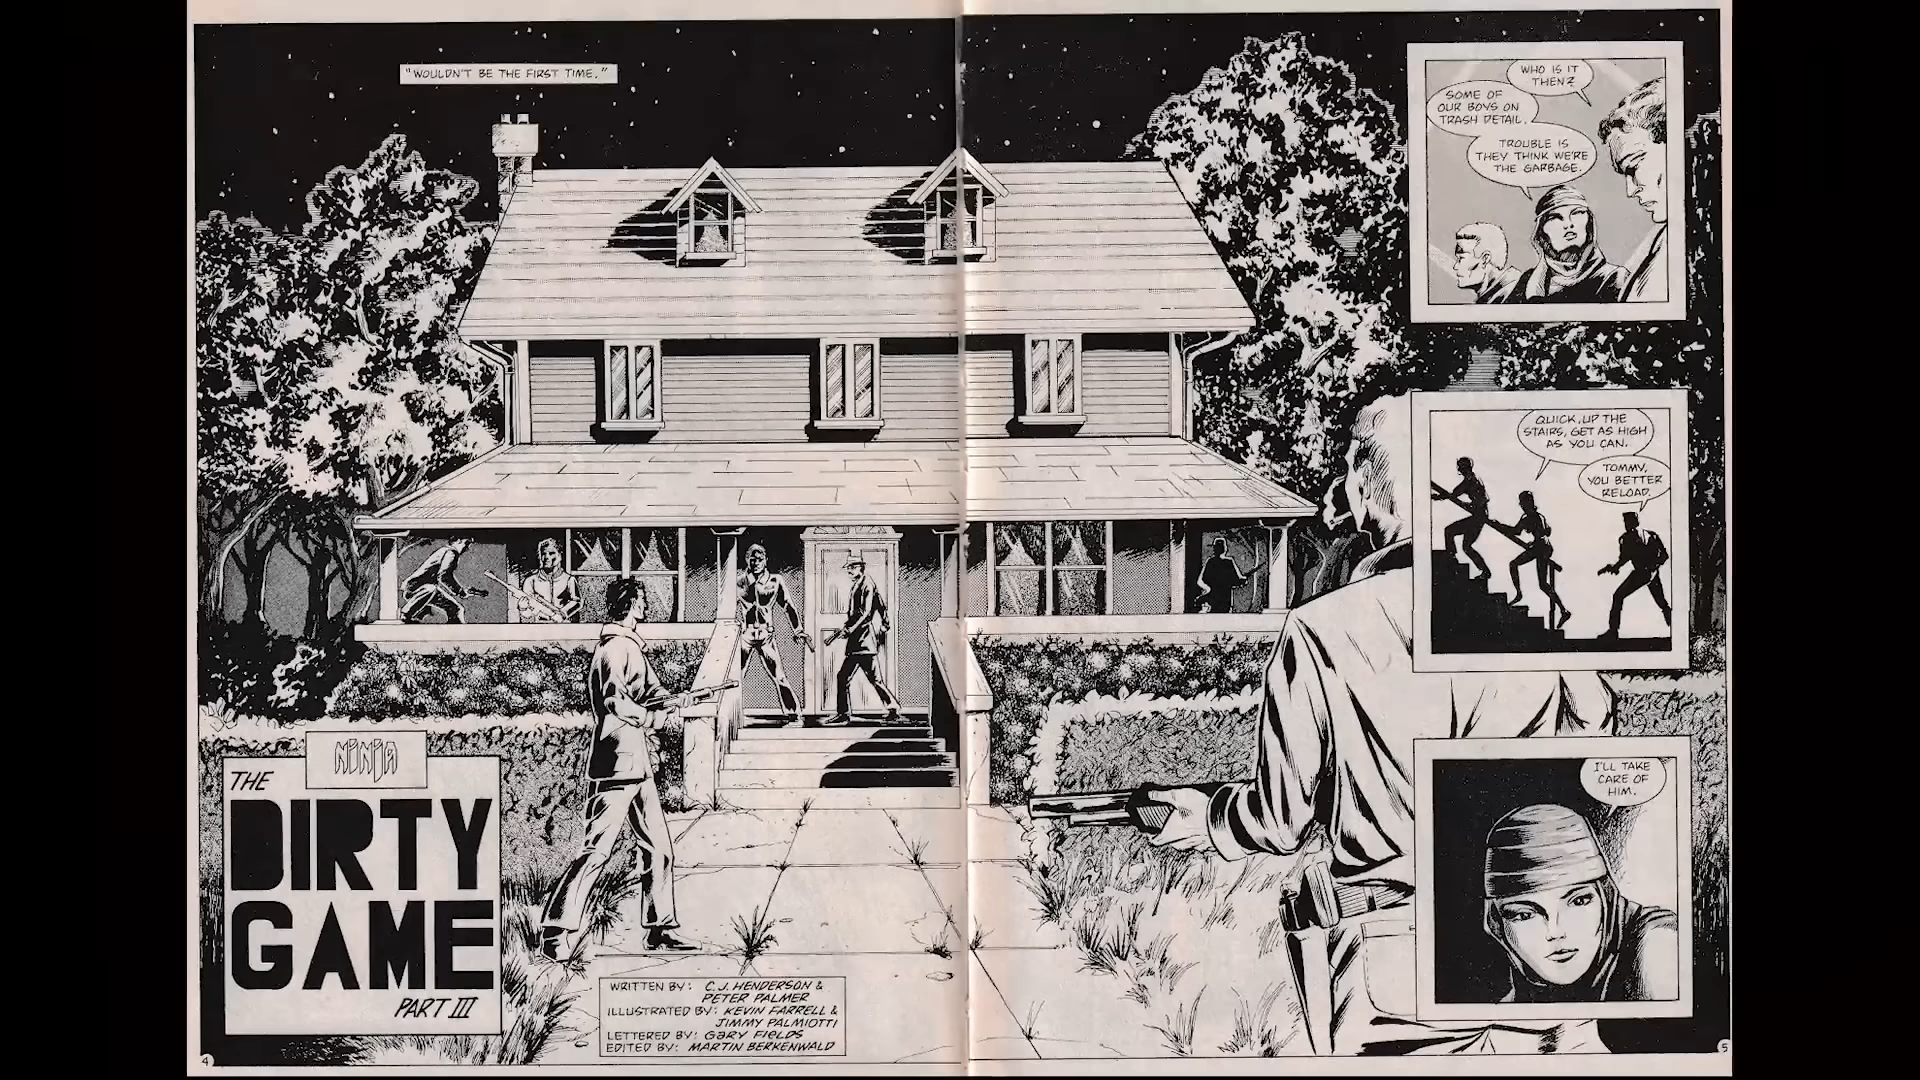 "WOULDN'T BE THE FIRST TIME."
WHO IS IT
THEN?
SOME OF
OUR BOYS ON
TRASH DETAIL.
TROUBLE IS
THEY THINK WE'RE
THE GARBAGE.
QUICK, UP THE
STAIRS, GET AS HIGH
AS YOU CAN.
TOMMY,
YOU BETTER
RELOAD.
I'LL TAKE
CARE OF
HIM.
NINJA
THE
DIRTY
GAME
PART III
WRITTEN BY: C.J. HENDERSON &
PETER PALMER
ILLUSTRATED BY: KEVIN FARRELL &
JIMMY PALMIOTTI
LETTERED BY: GARY FIELDS
EDITED BY: MARTIN BERKENWALD
4
5